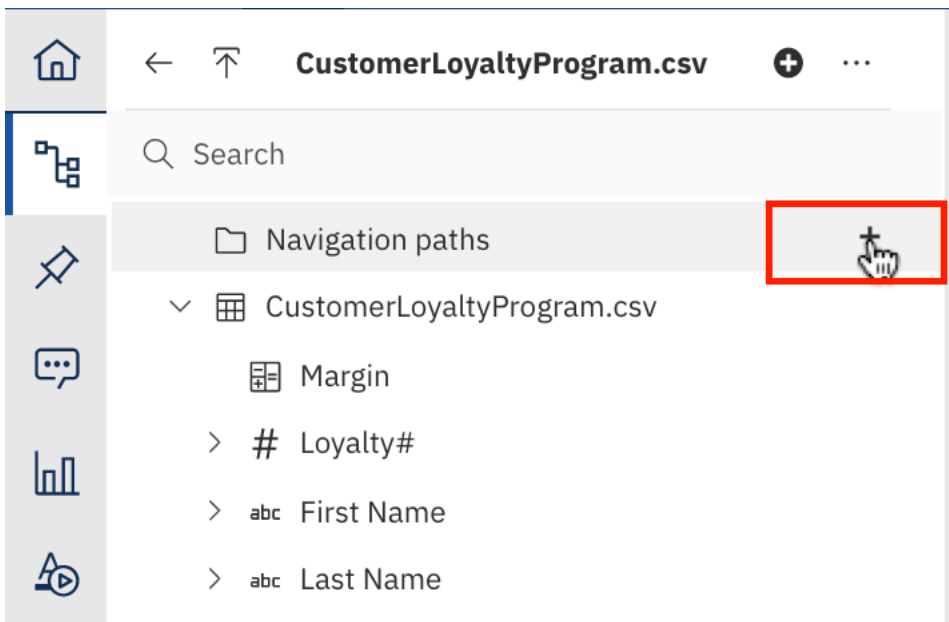 CustomerLoyaltyProgram.csv
Search
Navigation paths
CustomerLoyaltyProgram.csv
Margin
# Loyalty#
abc First Name
abc Last Name